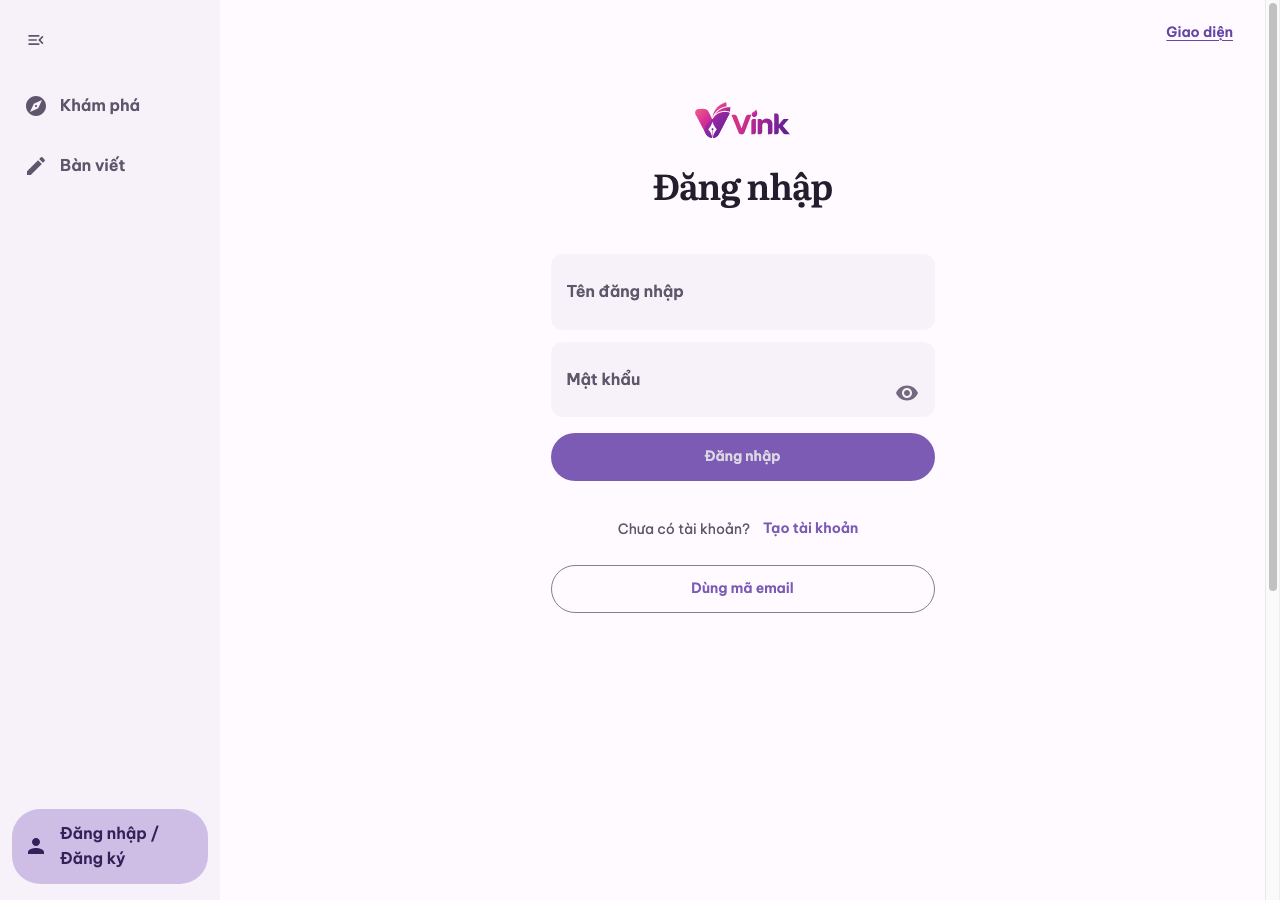 Giao diện
Khám phá
Bàn viết
Vink
Đăng nhập
Tên đăng nhập
Mật khẩu
Đăng nhập
Chưa có tài khoản? Tạo tài khoản
Dùng mã email
Đăng nhập /
Đăng ký